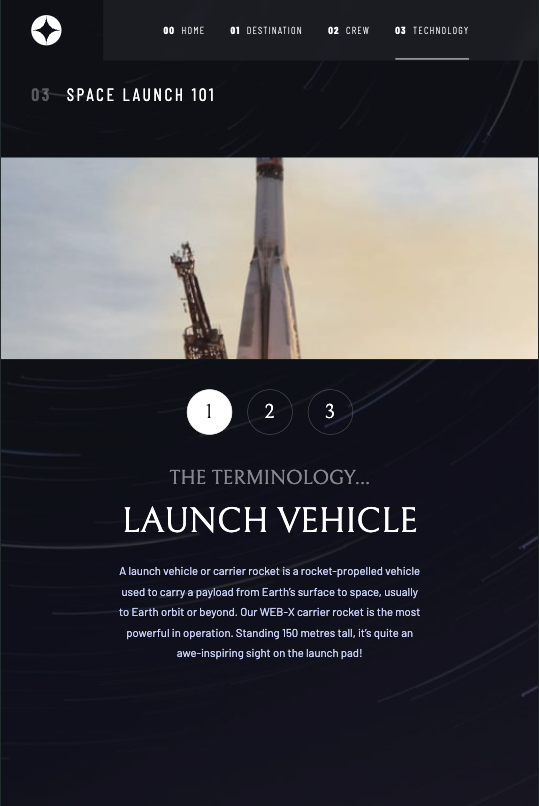 00 HOME 01 DESTINATION 02 CREW 03 TECHNOLOGY
03 SPACE LAUNCH 101
1 2 3
THE TERMINOLOGY...
LAUNCH VEHICLE
A launch vehicle or carrier rocket is a rocket-propelled vehicle
used to carry a payload from Earth's surface to space, usually
to Earth orbit or beyond. Our WEB-X carrier rocket is the most
powerful in operation. Standing 150 metres tall, it's quite an
awe-inspiring sight on the launch pad!